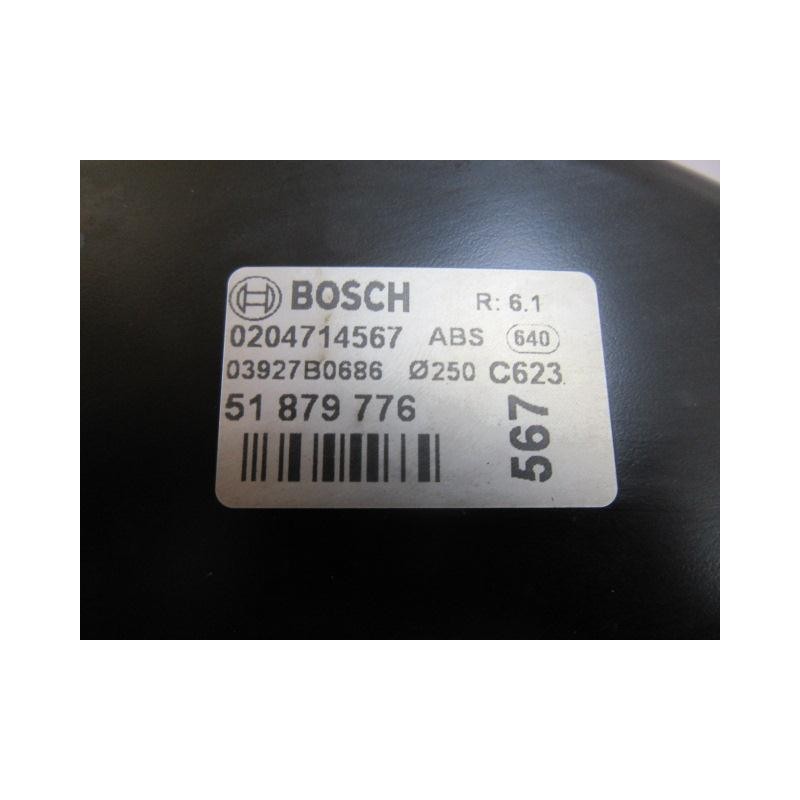 BOSCH R: 6.1
0204714567 ABS 640
03927B0686 Ø250 C623
51 879 776
567